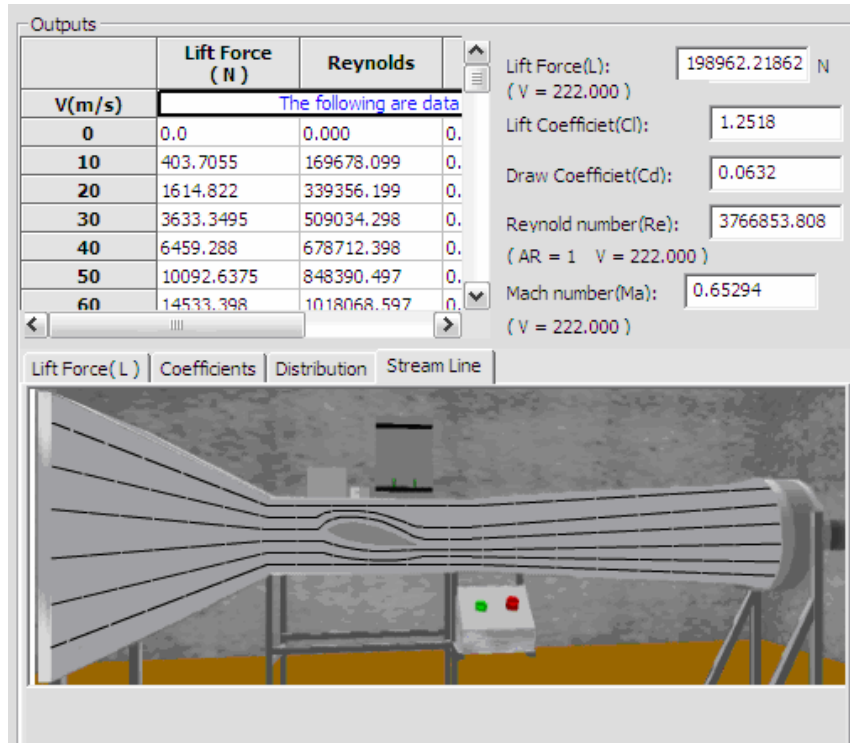 Outputs
Lift Force ( N ) Reynolds
V(m/s) The following are data
0 0.0 0.000 0.
10 403.7055 169678.099 0.
20 1614.822 339356.199 0.
30 3633.3495 509034.298 0.
40 6459.288 678712.398 0.
50 10092.6375 848390.497 0.
60 14533.398 1018068.597 0.
Lift Force(L): 198962.21862 N
( V = 222.000 )
Lift Coefficiet(Cl): 1.2518
Draw Coefficiet(Cd): 0.0632
Reynold number(Re): 3766853.808
( AR = 1 V = 222.000 )
Mach number(Ma): 0.65294
( V = 222.000 )
Lift Force( L ) Coefficients Distribution Stream Line